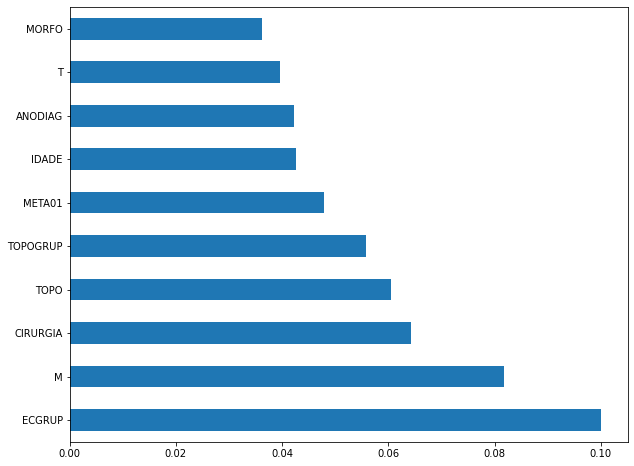 MORFO
T
ANODIAG
IDADE
META01
TOPOGRUP
TOPO
CIRURGIA
M
ECGRUP
0.00 0.02 0.04 0.06 0.08 0.10